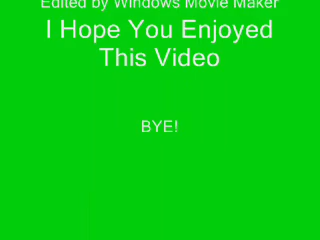 Edited by Windows Movie Maker
I Hope You Enjoyed
This Video
BYE!